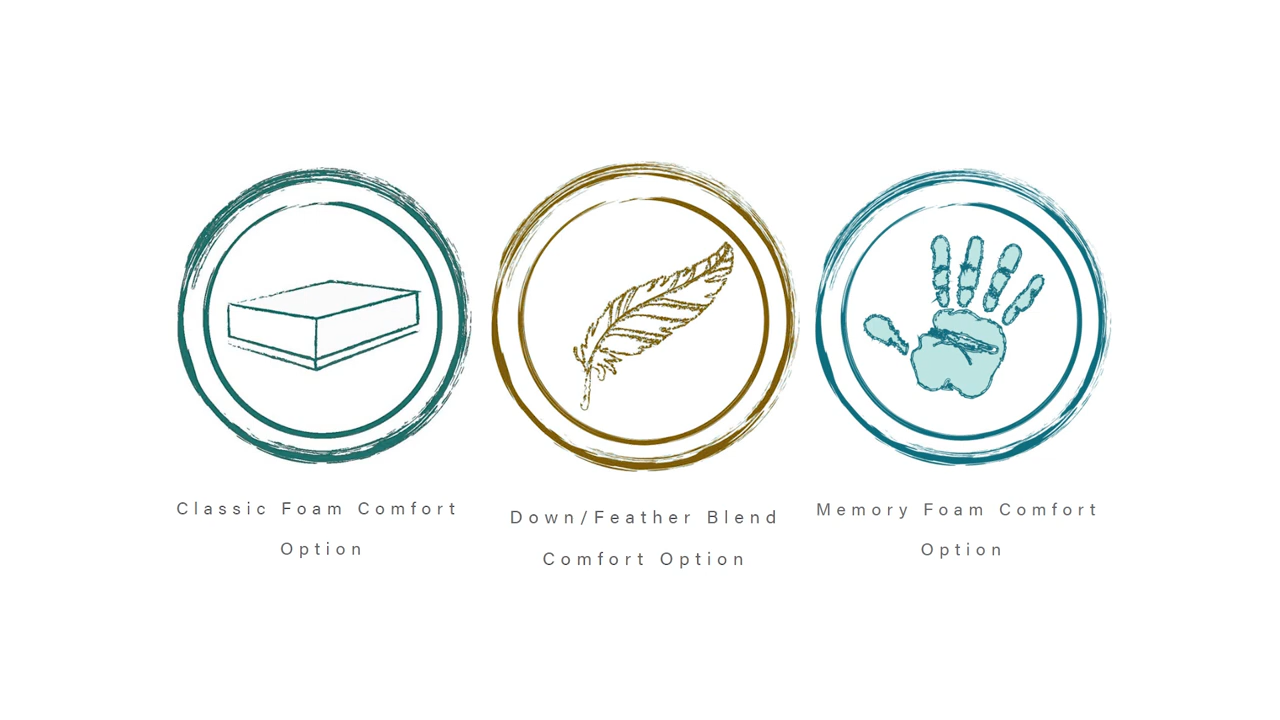 Classic Foam Comfort
Option
Down/Feather Blend
Comfort Option
Memory Foam Comfort
Option